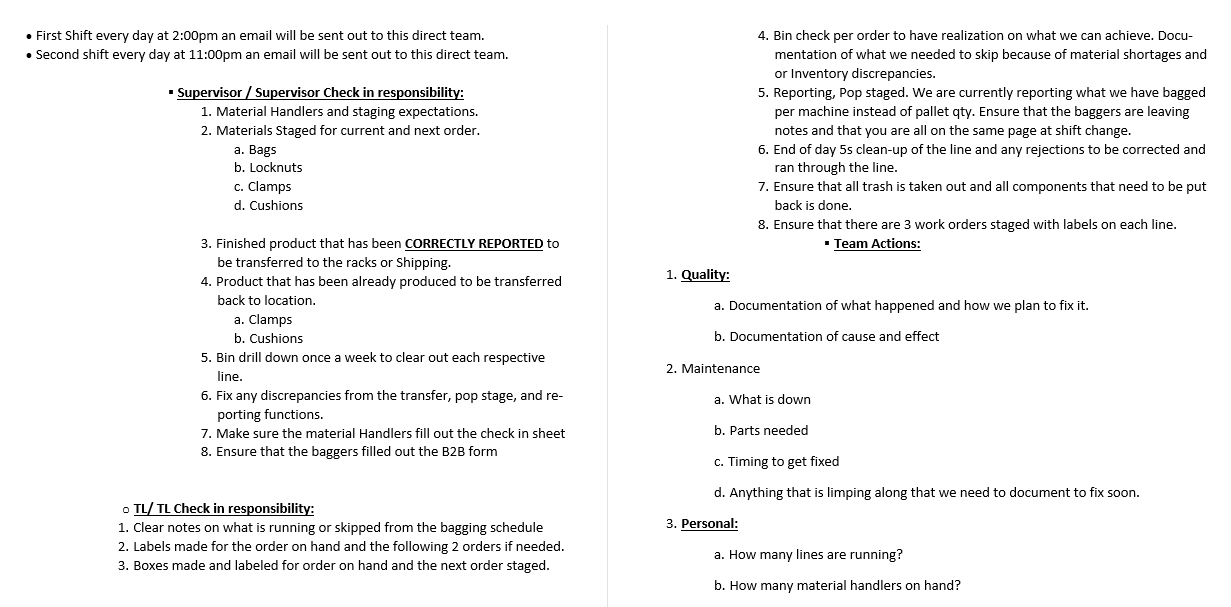 • First Shift every day at 2:00pm an email will be sent out to this direct team.
• Second shift every day at 11:00pm an email will be sent out to this direct team.
▪ Supervisor / Supervisor Check in responsibility:
1. Material Handlers and staging expectations.
2. Materials Staged for current and next order.
a. Bags
b. Locknuts
c. Clamps
d. Cushions
3. Finished product that has been CORRECTLY REPORTED to
be transferred to the racks or Shipping.
4. Product that has been already produced to be transferred
back to location.
a. Clamps
b. Cushions
5. Bin drill down once a week to clear out each respective
line.
6. Fix any discrepancies from the transfer, pop stage, and re-
porting functions.
7. Make sure the material Handlers fill out the check in sheet
8. Ensure that the baggers filled out the B2B form
o TL/ TL Check in responsibility:
1. Clear notes on what is running or skipped from the bagging schedule
2. Labels made for the order on hand and the following 2 orders if needed.
3. Boxes made and labeled for order on hand and the next order staged.
4. Bin check per order to have realization on what we can achieve. Docu-
mentation of what we needed to skip because of material shortages and
or Inventory discrepancies.
5. Reporting, Pop staged. We are currently reporting what we have bagged
per machine instead of pallet qty. Ensure that the baggers are leaving
notes and that you are all on the same page at shift change.
6. End of day 5s clean-up of the line and any rejections to be corrected and
ran through the line.
7. Ensure that all trash is taken out and all components that need to be put
back is done.
8. Ensure that there are 3 work orders staged with labels on each line.
▪ Team Actions:
1. Quality:
a. Documentation of what happened and how we plan to fix it.
b. Documentation of cause and effect
2. Maintenance
a. What is down
b. Parts needed
c. Timing to get fixed
d. Anything that is limping along that we need to document to fix soon.
3. Personal:
a. How many lines are running?
b. How many material handlers on hand?